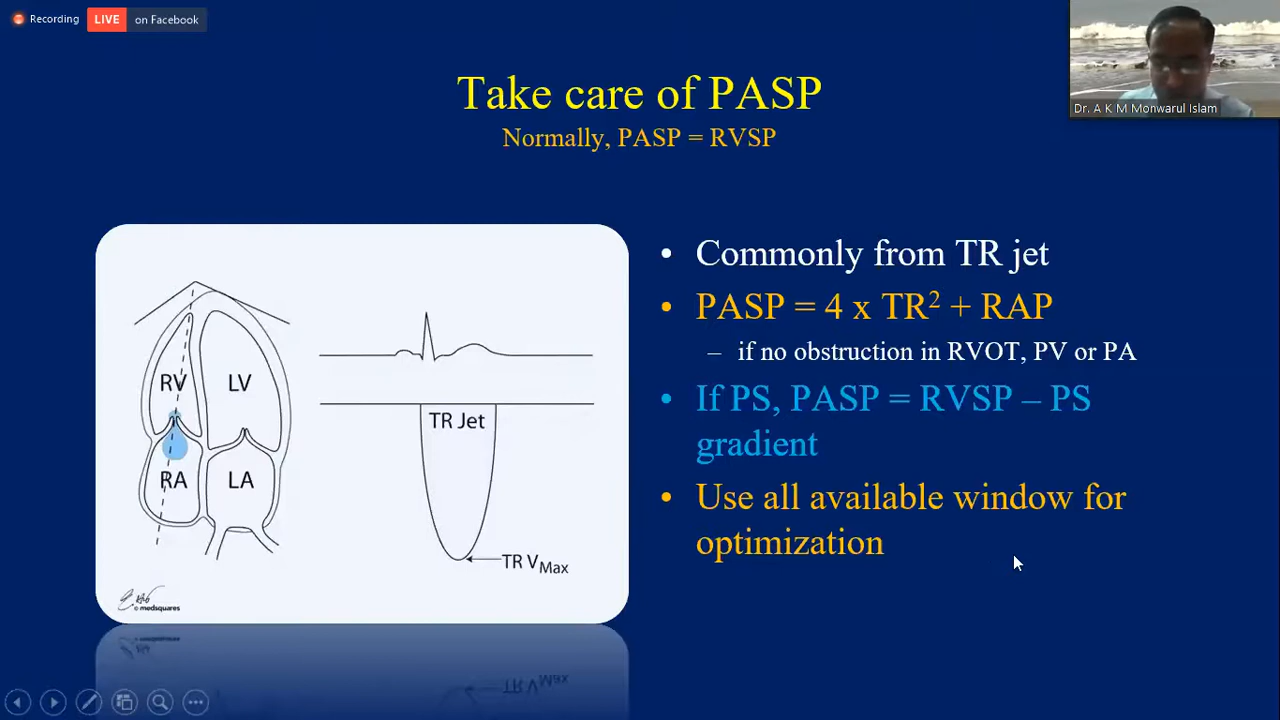 Recording
LIVE on Facebook
Dr. A K M Monwarul Islam
Take care of PASP
Normally, PASP = RVSP
RV
LV
RA
LA
TR Jet
TR VMax
© medsquares
• Commonly from TR jet
• PASP = 4 x TR² + RAP
– if no obstruction in RVOT, PV or PA
• If PS, PASP = RVSP – PS
gradient
• Use all available window for
optimization